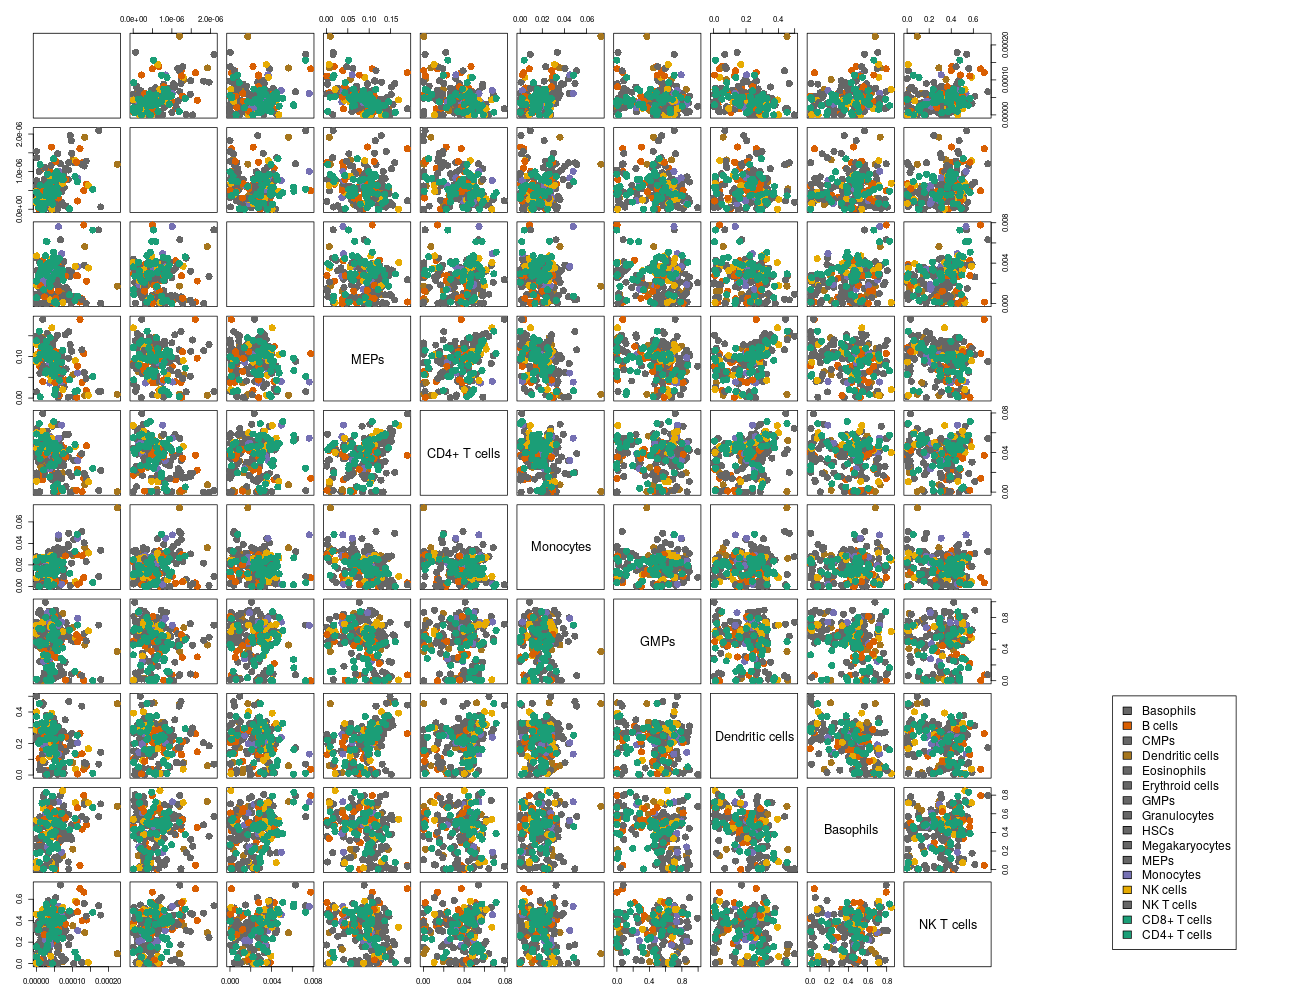 0.0e+00 1.0e-06 2.0e-06 0.00 0.05 0.10 0.15 0.00 0.02 0.04 0.06 0.0 0.2 0.4 0.0 0.2 0.4 0.6
0.00000 0.00010 0.00020
0.0e+00 1.0e-06 2.0e-06
0.000 0.004 0.008
MEPs
0.00 0.10
CD4+ T cells
0.00 0.04 0.08
Monocytes
0.00 0.02 0.04 0.06
GMPs
0.0 0.4 0.8
Dendritic cells
0.0 0.2 0.4
Basophils
0.0 0.2 0.4 0.6 0.8
NK T cells
0.0 0.2 0.4 0.6
0.00000 0.00010 0.00020 0.000 0.004 0.008 0.00 0.04 0.08 0.0 0.4 0.8 0.0 0.2 0.4 0.6 0.8
Basophils
B cells
CMPs
Dendritic cells
Eosinophils
Erythroid cells
GMPs
Granulocytes
HSCs
Megakaryocytes
MEPs
Monocytes
NK cells
NK T cells
CD8+ T cells
CD4+ T cells